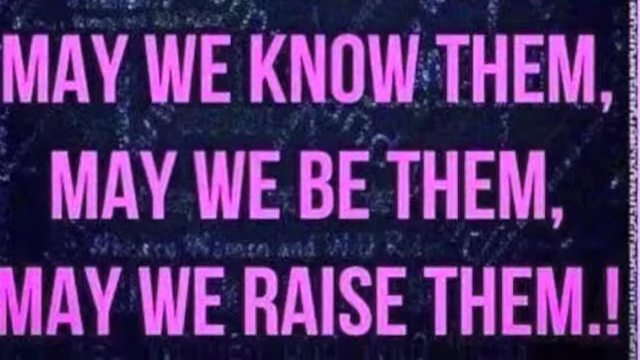 MAY WE KNOW THEM,
MAY WE BE THEM,
MAY WE RAISE THEM.!